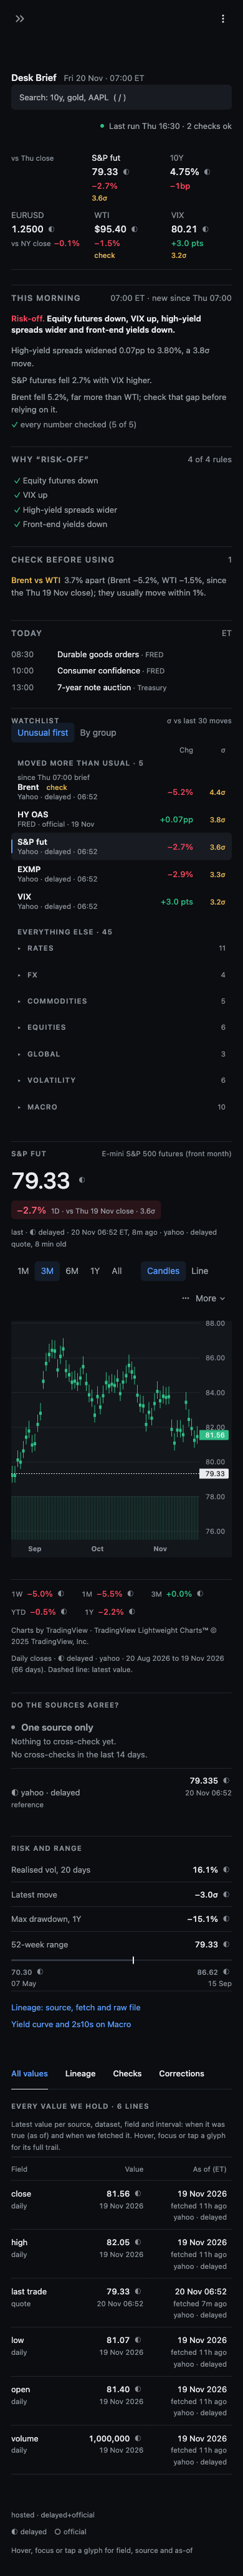 »
Desk Brief Fri 20 Nov · 07:00 ET
Search: 10y, gold, AAPL ( / )
Last run Thu 16:30 · 2 checks ok
vs Thu close
S&P fut
79.33
−2.7%
3.6σ
10Y
4.75%
−1bp
EURUSD
1.2500
vs NY close −0.1%
WTI
$95.40
−1.5%
check
VIX
80.21
+3.0 pts
3.2σ
THIS MORNING 07:00 ET · new since Thu 07:00
Risk-off. Equity futures down, VIX up, high-yield
spreads wider and front-end yields down.
High-yield spreads widened 0.07pp to 3.80%, a 3.8σ
move.
S&P futures fell 2.7% with VIX higher.
Brent fell 5.2%, far more than WTI; check that gap before
relying on it.
✓ every number checked (5 of 5)
WHY “RISK-OFF” 4 of 4 rules
✓ Equity futures down
✓ VIX up
✓ High-yield spreads wider
✓ Front-end yields down
CHECK BEFORE USING 1
Brent vs WTI 3.7% apart (Brent −5.2%, WTI −1.5%, since
the Thu 19 Nov close); they usually move within 1%.
TODAY ET
08:30 Durable goods orders · FRED
10:00 Consumer confidence · FRED
13:00 7-year note auction · Treasury
WATCHLIST σ vs last 30 moves
Unusual first By group
Chg σ
MOVED MORE THAN USUAL · 5
since Thu 07:00 brief
Brent check
Yahoo · delayed · 06:52
−5.2% 4.4σ
HY OAS
FRED · official · 19 Nov
+0.07pp 3.8σ
S&P fut
Yahoo · delayed · 06:52
−2.7% 3.6σ
EXMP
Yahoo · delayed · 06:52
−2.9% 3.3σ
VIX
Yahoo · delayed · 06:52
+3.0 pts 3.2σ
EVERYTHING ELSE · 45
RATES 11
FX 4
COMMODITIES 5
EQUITIES 6
GLOBAL 3
VOLATILITY 6
MACRO 10
S&P FUT E-mini S&P 500 futures (front month)
79.33
−2.7% 1D · vs Thu 19 Nov close · 3.6σ
last · delayed · 20 Nov 06:52 ET, 8m ago · yahoo · delayed
quote, 8 min old
1M 3M 6M 1Y All Candles Line
··· More
88.00
86.00
84.00
82.00
81.56
80.00
79.33
78.00
76.00
Sep Oct Nov
1W −5.0% 1M −5.5% 3M +0.0%
YTD −0.5% 1Y −2.2%
Charts by TradingView · TradingView Lightweight Charts™ ©
2025 TradingView, Inc.
Daily closes · delayed · yahoo · 20 Aug 2026 to 19 Nov 2026
(66 days). Dashed line: latest value.
DO THE SOURCES AGREE?
One source only
Nothing to cross-check yet.
No cross-checks in the last 14 days.
79.335
yahoo · delayed 20 Nov 06:52
reference
RISK AND RANGE
Realised vol, 20 days 16.1%
Latest move −3.0σ
Max drawdown, 1Y −15.1%
52-week range 79.33
70.30 86.62
07 May 15 Sep
Lineage: source, fetch and raw file
Yield curve and 2s10s on Macro
All values Lineage Checks Corrections
EVERY VALUE WE HOLD · 6 LINES
Latest value per source, dataset, field and interval: when it was
true (as of) and when we fetched it. Hover, focus or tap a glyph
for its full trail.
Field Value As of (ET)
close 81.56 19 Nov 2026
daily 19 Nov 2026 fetched 11h ago
yahoo · delayed
high 82.05 19 Nov 2026
daily 19 Nov 2026 fetched 11h ago
yahoo · delayed
last trade 79.33 20 Nov 06:52
quote 20 Nov 06:52 fetched 7m ago
yahoo · delayed
low 81.07 19 Nov 2026
daily 19 Nov 2026 fetched 11h ago
yahoo · delayed
open 81.40 19 Nov 2026
daily 19 Nov 2026 fetched 11h ago
yahoo · delayed
volume 1,000,000 19 Nov 2026
daily 19 Nov 2026 fetched 11h ago
yahoo · delayed
hosted · delayed+official
delayed official
Hover, focus or tap a glyph for field, source and as-of